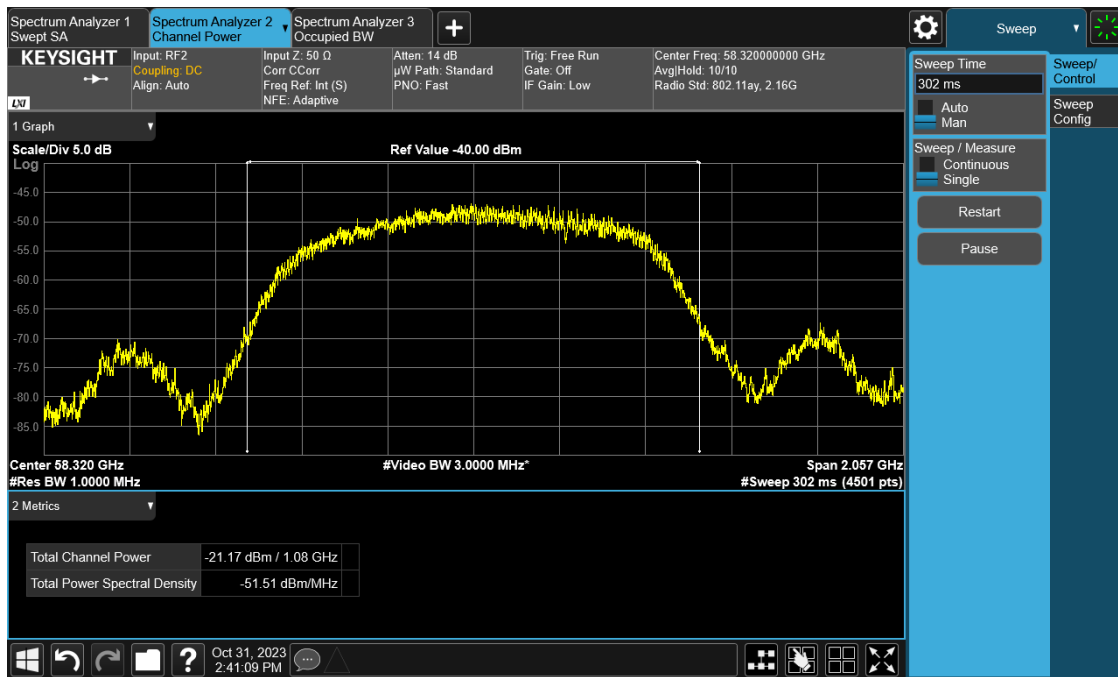 Spectrum Analyzer 1
Swept SA
Spectrum Analyzer 2
Channel Power
Spectrum Analyzer 3
Occupied BW
Sweep
KEYSIGHT
LXI
Input: RF2
Coupling: DC
Align: Auto
Input Z: 50 Ω
Corr CCorr
Freq Ref: Int (S)
NFE: Adaptive
Atten: 14 dB
µW Path: Standard
PNO: Fast
Trig: Free Run
Gate: Off
IF Gain: Low
Center Freq: 58.320000000 GHz
Avg|Hold: 10/10
Radio Std: 802.11ay, 2.16G
Sweep Time
302 ms
Auto
Man
Sweep / Measure
Continuous
Single
Restart
Pause
Sweep/
Control
Sweep
Config
1 Graph
Scale/Div 5.0 dB
Ref Value -40.00 dBm
Log
-45.0
-50.0
-55.0
-60.0
-65.0
-70.0
-75.0
-80.0
-85.0
Center 58.320 GHz
#Video BW 3.0000 MHz*
Span 2.057 GHz
#Res BW 1.0000 MHz
#Sweep 302 ms (4501 pts)
2 Metrics
Total Channel Power -21.17 dBm / 1.08 GHz
Total Power Spectral Density -51.51 dBm/MHz
?
Oct 31, 2023
2:41:09 PM